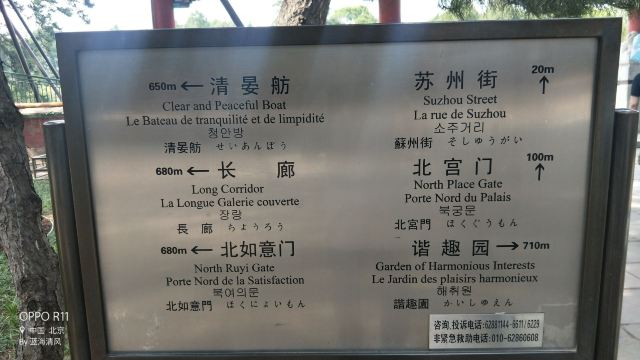 650m ← 清晏舫
Clear and Peaceful Boat
Le Bateau de tranquilité et de limpidité
청안방
清晏舫 せいあんぼう
680m ← 长 廊
Long Corridor
La Longue Galerie couverte
장랑
長 廊 ちょうろう
680m ← 北如意门
North Ruyi Gate
Porte Nord de la Satisfaction
북여의문
北如意門 ほくにょいもん
苏州街 20m ↑
Suzhou Street
La rue de Suzhou
소주거리
蘇州街 そしゅうがい
北宫门 100m ↑
North Place Gate
Porte Nord du Palais
북궁문
北宮門 ほくぐうもん
谐趣园 → 710m
Garden of Harmonious Interests
Le Jardin des plaisirs harmonieux
해취원
諧趣園 かいしゅえん
咨询,投诉电话:62881144-6611/6229
非紧急救助电话:010-62860608
OPPO R11
中国·北京
By 蓝海清风